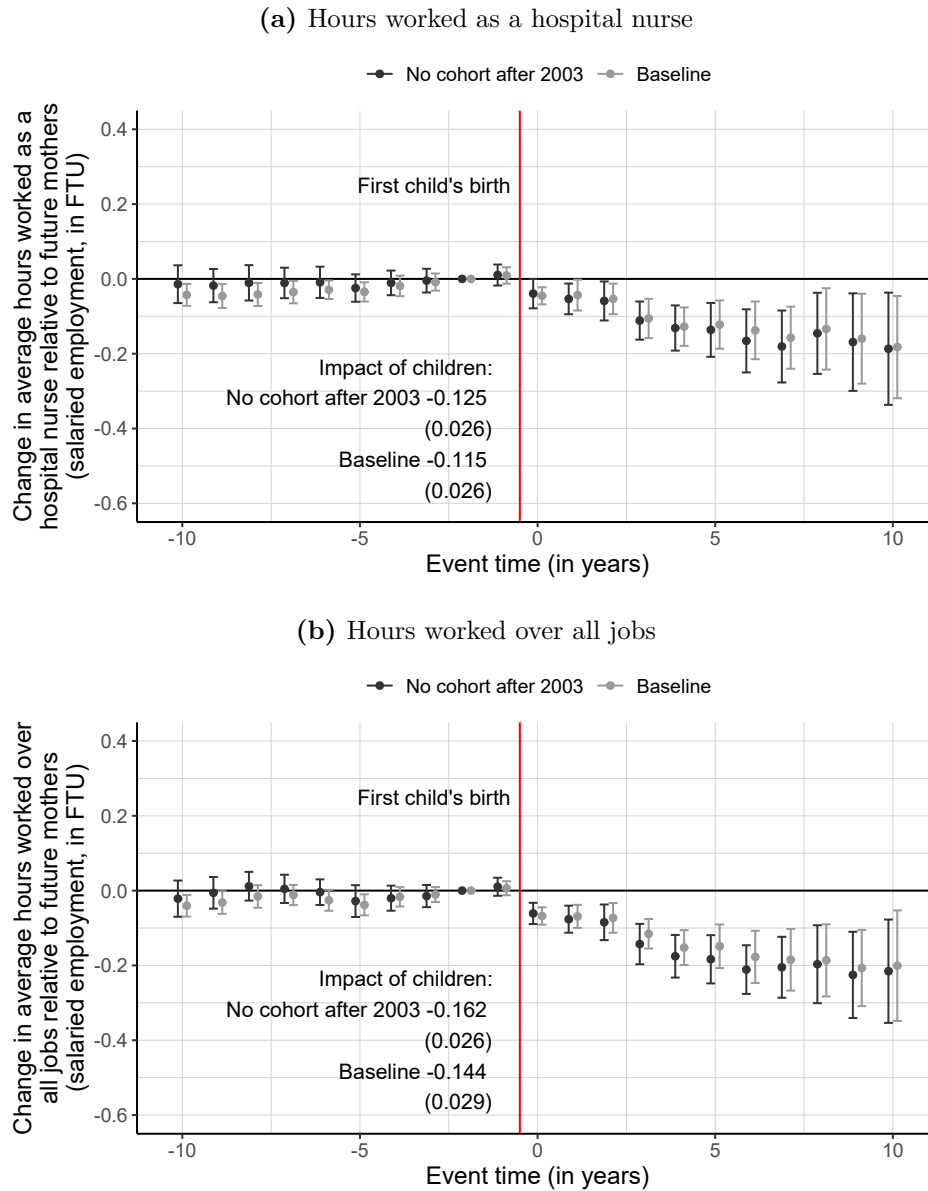 (a) Hours worked as a hospital nurse
No cohort after 2003 Baseline
Change in average hours worked as a
hospital nurse relative to future mothers
(salaried employment, in FTU)
0.4
0.2
0.0
-0.2
-0.4
-0.6
First child's birth
Impact of children:
No cohort after 2003 -0.125
(0.026)
Baseline -0.115
(0.026)
-10 -5 0 5 10
Event time (in years)
(b) Hours worked over all jobs
No cohort after 2003 Baseline
Change in average hours worked over
all jobs relative to future mothers
(salaried employment, in FTU)
0.4
0.2
0.0
-0.2
-0.4
-0.6
First child's birth
Impact of children:
No cohort after 2003 -0.162
(0.026)
Baseline -0.144
(0.029)
-10 -5 0 5 10
Event time (in years)